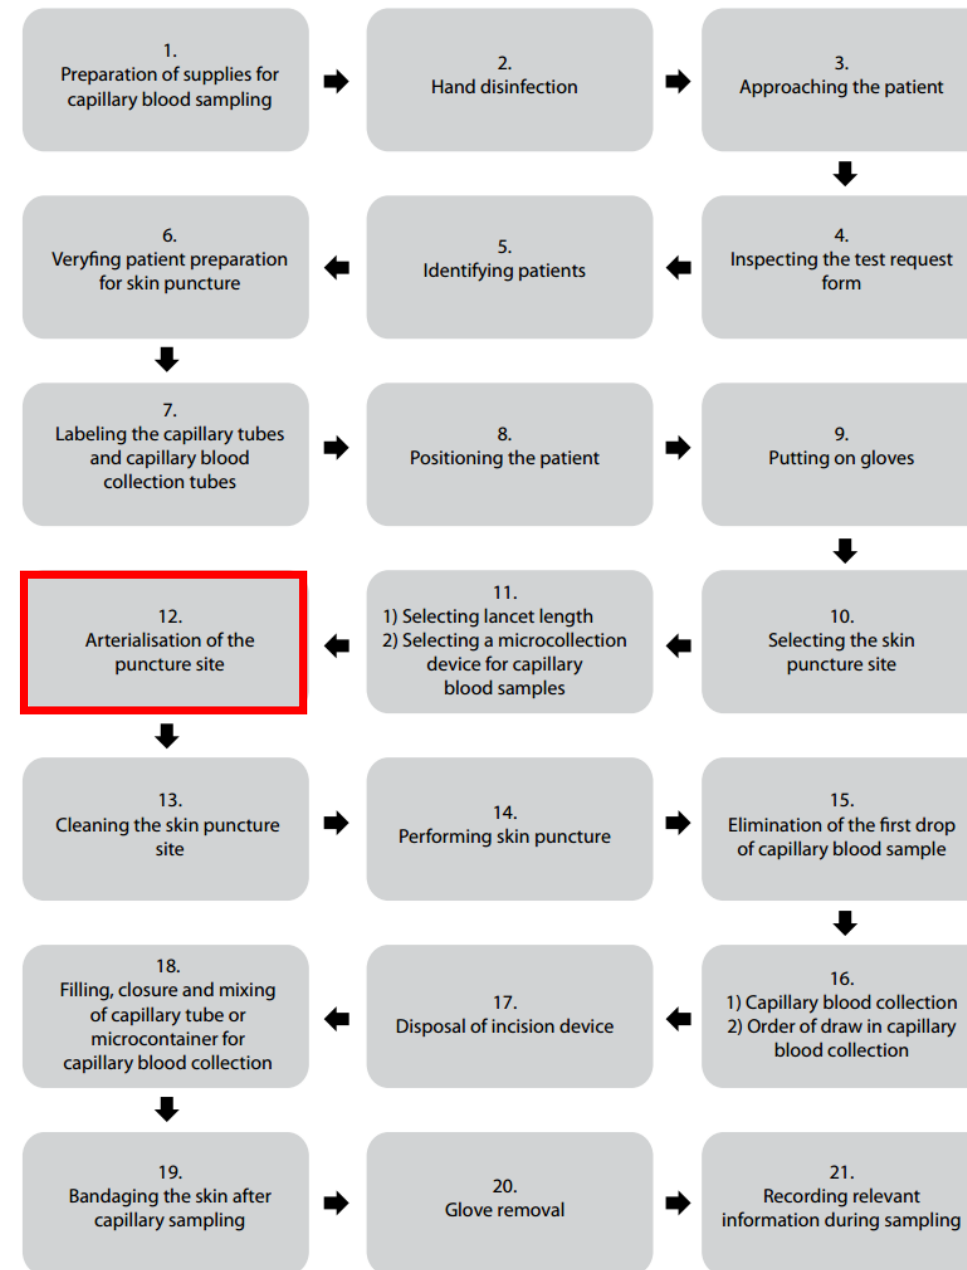 1.
Preparation of supplies for
capillary blood sampling
2.
Hand disinfection
3.
Approaching the patient
4.
Inspecting the test request
form
5.
Identifying patients
6.
Veryfing patient preparation
for skin puncture
7.
Labeling the capillary tubes
and capillary blood
collection tubes
8.
Positioning the patient
9.
Putting on gloves
10.
Selecting the skin
puncture site
11.
1) Selecting lancet length
2) Selecting a microcollection
device for capillary
blood samples
12.
Arterialisation of the
puncture site
13.
Cleaning the skin puncture
site
14.
Performing skin puncture
15.
Elimination of the first drop
of capillary blood sample
16.
1) Capillary blood collection
2) Order of draw in capillary
blood collection
17.
Disposal of incision device
18.
Filling, closure and mixing
of capillary tube or
microcontainer for
capillary blood collection
19.
Bandaging the skin after
capillary sampling
20.
Glove removal
21.
Recording relevant
information during sampling